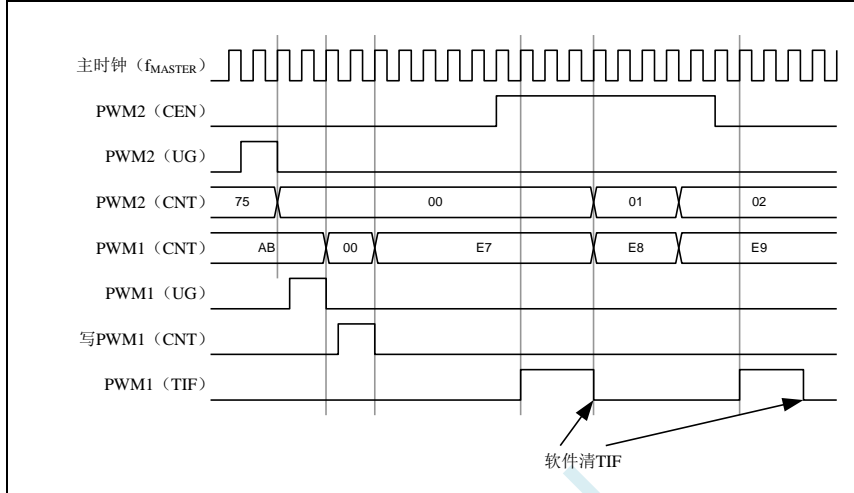 主时钟（fMASTER）
PWM2（CEN）
PWM2（UG）
PWM2（CNT） 75 00 01 02
PWM1（CNT） AB 00 E7 E8 E9
PWM1（UG）
写PWM1（CNT）
PWM1（TIF）
软件清TIF